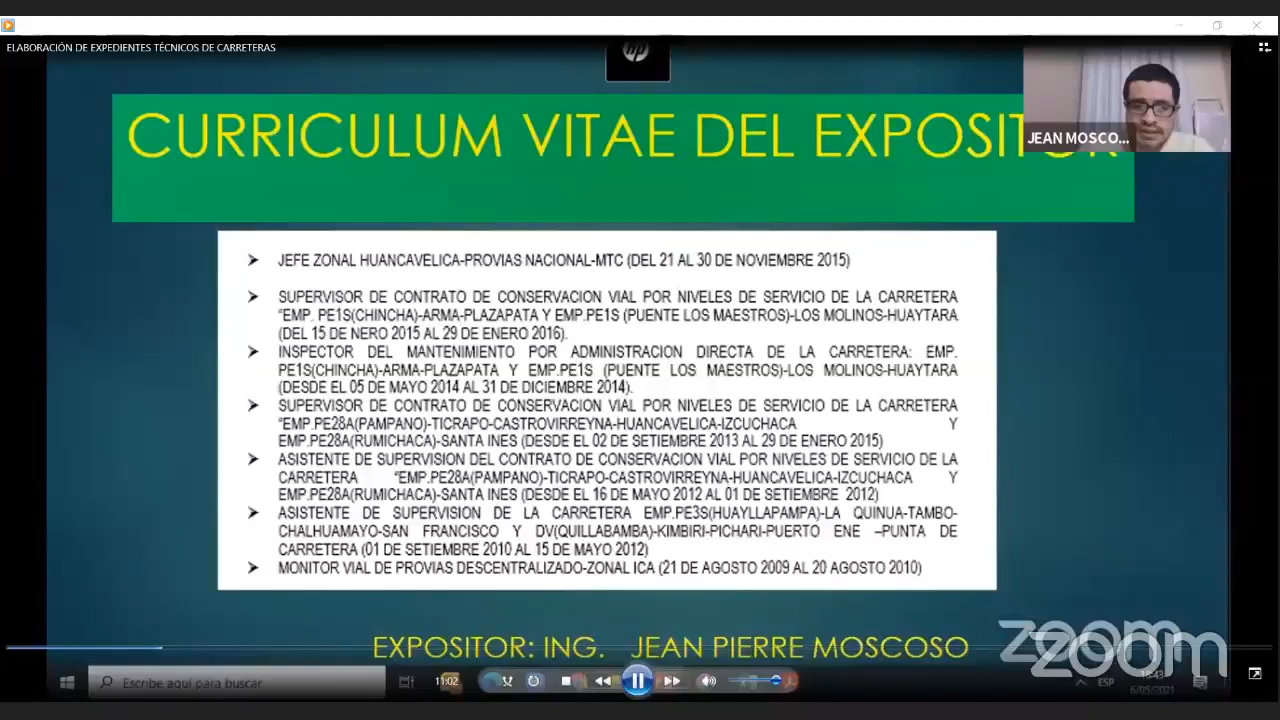 ELABORACIÓN DE EXPEDIENTES TÉCNICOS DE CARRETERAS
hp
CURRICULUM VITAE DEL EXPOSITOR
JEAN MOSCO...
➤ JEFE ZONAL HUANCAVELICA-PROVIAS NACIONAL-MTC (DEL 21 AL 30 DE NOVIEMBRE 2015)
➤ SUPERVISOR DE CONTRATO DE CONSERVACION VIAL POR NIVELES DE SERVICIO DE LA CARRETERA
“EMP. PE1S(CHINCHA)-ARMA-PLAZAPATA Y EMP.PE1S (PUENTE LOS MAESTROS)-LOS MOLINOS-HUAYTARA
(DEL 15 DE NERO 2015 AL 29 DE ENERO 2016).
➤ INSPECTOR DEL MANTENIMIENTO POR ADMINISTRACION DIRECTA DE LA CARRETERA: EMP.
PE1S(CHINCHA)-ARMA-PLAZAPATA Y EMP.PE1S (PUENTE LOS MAESTROS)-LOS MOLINOS-HUAYTARA
(DESDE EL 05 DE MAYO 2014 AL 31 DE DICIEMBRE 2014).
➤ SUPERVISOR DE CONTRATO DE CONSERVACION VIAL POR NIVELES DE SERVICIO DE LA CARRETERA
“EMP.PE28A(PAMPANO)-TICRAPO-CASTROVIRREYNA-HUANCAVELICA-IZCUCHACA Y
EMP.PE28A(RUMICHACA)-SANTA INES (DESDE EL 02 DE SETIEMBRE 2013 AL 29 DE ENERO 2015)
➤ ASISTENTE DE SUPERVISION DEL CONTRATO DE CONSERVACION VIAL POR NIVELES DE SERVICIO DE LA
CARRETERA “EMP.PE28A(PAMPANO)-TICRAPO-CASTROVIRREYNA-HUANCAVELICA-IZCUCHACA Y
EMP.PE28A(RUMICHACA)-SANTA INES (DESDE EL 16 DE MAYO 2012 AL 01 DE SETIEMBRE 2012)
➤ ASISTENTE DE SUPERVISION DE LA CARRETERA EMP.PE3S(HUAYLLAPAMPA)-LA QUINUA-TAMBO-
CHALHUAMAYO-SAN FRANCISCO Y DV(QUILLABAMBA)-KIMBIRI-PICHARI-PUERTO ENE –PUNTA DE
CARRETERA (01 DE SETIEMBRE 2010 AL 15 DE MAYO 2012)
➤ MONITOR VIAL DE PROVIAS DESCENTRALIZADO-ZONAL ICA (21 DE AGOSTO 2009 AL 20 AGOSTO 2010)
EXPOSITOR: ING. JEAN PIERRE MOSCOSO
zoom
zoom
Escribe aquí para buscar
11:02
ESP
6/05/2021